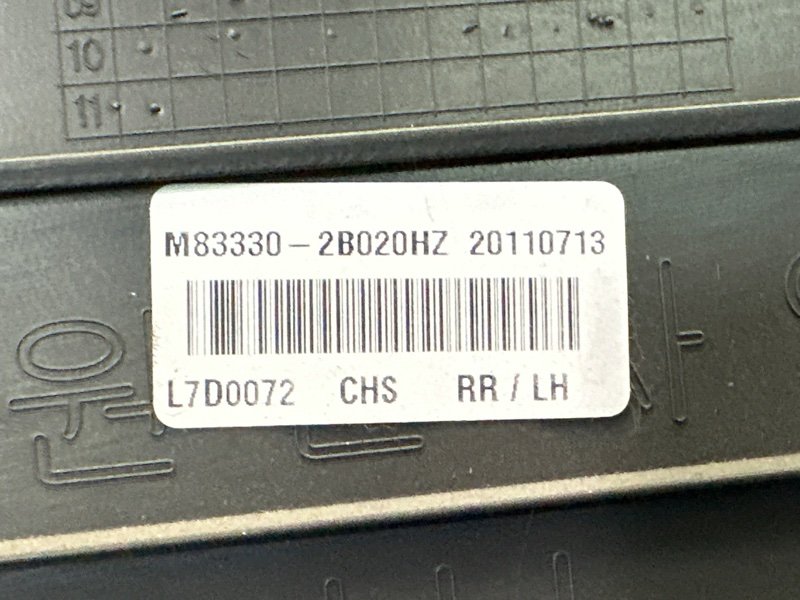 10
11
M83330-2B020HZ 20110713
L7D0072 CHS RR / LH